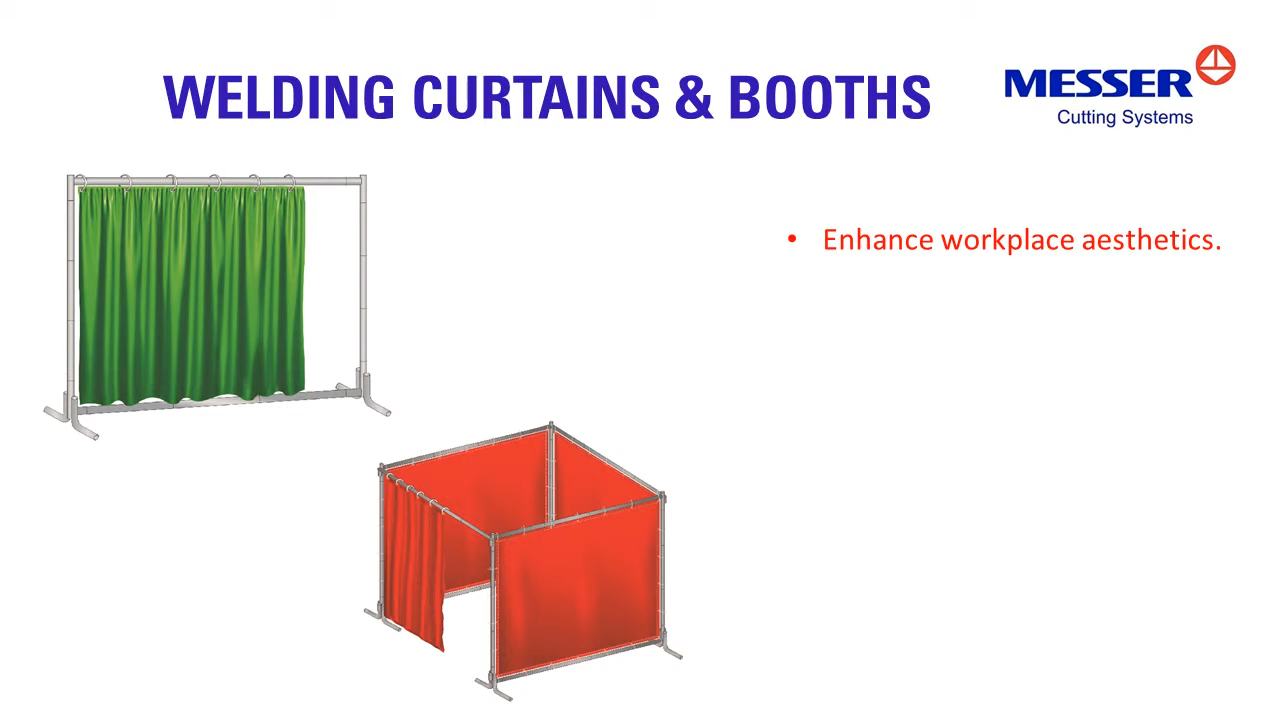 WELDING CURTAINS & BOOTHS
MESSER
Cutting Systems
• Enhance workplace aesthetics.